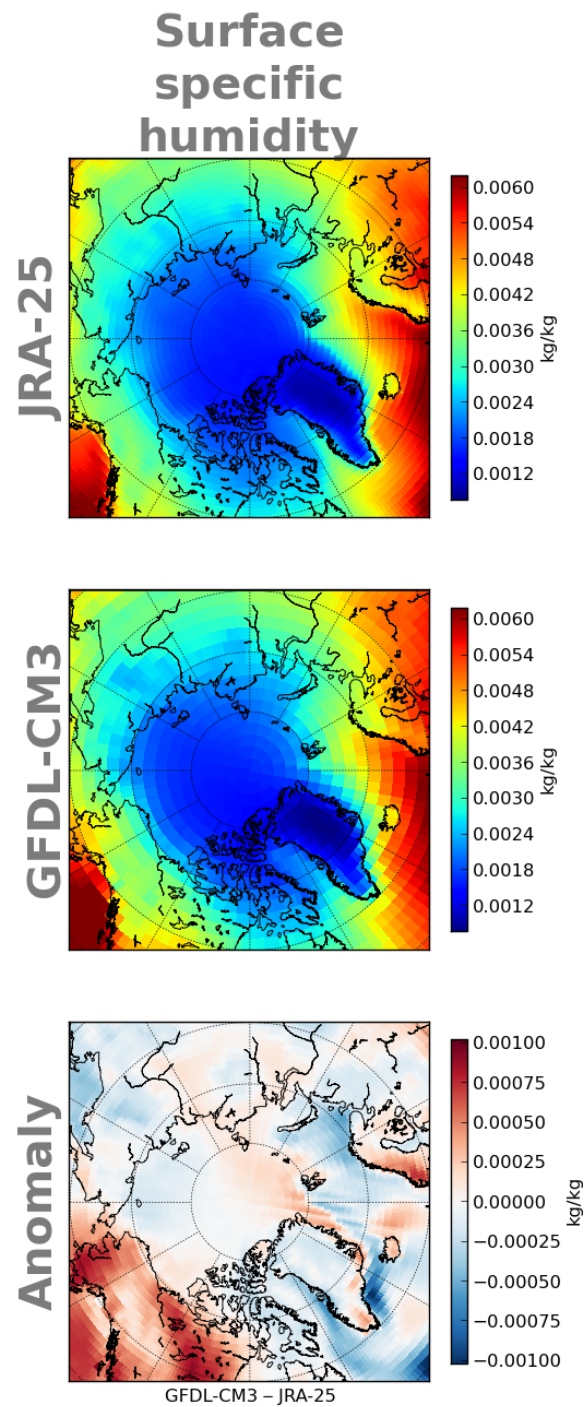 Surface
specific
humidity
JRA-25
0.0060
0.0054
0.0048
0.0042
0.0036
0.0030
0.0024
0.0018
0.0012
kg/kg
GFDL-CM3
0.0060
0.0054
0.0048
0.0042
0.0036
0.0030
0.0024
0.0018
0.0012
kg/kg
Anomaly
0.00100
0.00075
0.00050
0.00025
0.00000
−0.00025
−0.00050
−0.00075
−0.00100
kg/kg
GFDL-CM3 − JRA-25